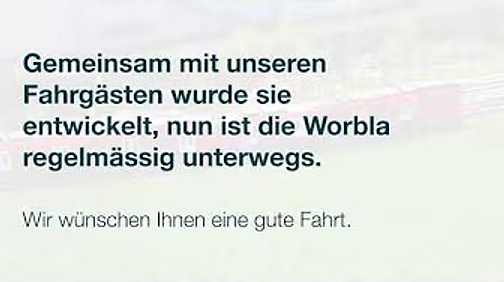 Gemeinsam mit unseren
Fahrgästen wurde sie
entwickelt, nun ist die Worbla
regelmässig unterwegs.
Wir wünschen Ihnen eine gute Fahrt.